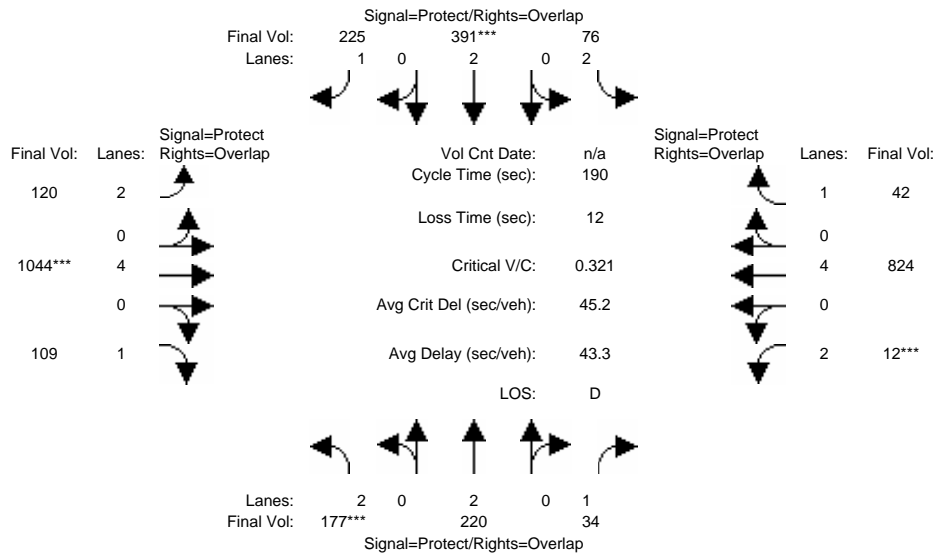 Signal=Protect/Rights=Overlap
Final Vol: 225 391*** 76
Lanes: 1 0 2 0 2
Signal=Protect Signal=Protect
Final Vol: Lanes: Rights=Overlap Vol Cnt Date: n/a Rights=Overlap Lanes: Final Vol:
Cycle Time (sec): 190
120 2 1 42
Loss Time (sec): 12
0 0
1044*** 4 Critical V/C: 0.321 4 824
0 Avg Crit Del (sec/veh): 45.2 0
109 1 Avg Delay (sec/veh): 43.3 2 12***
LOS: D
Lanes: 2 0 2 0 1
Final Vol: 177*** 220 34
Signal=Protect/Rights=Overlap